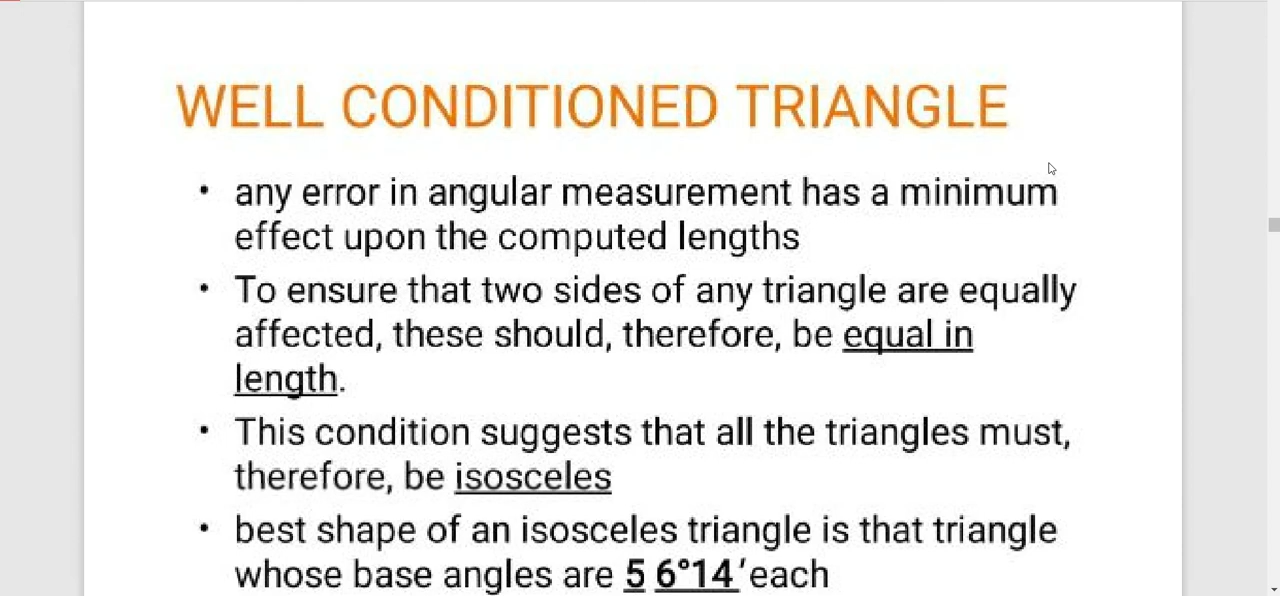 WELL CONDITIONED TRIANGLE
• any error in angular measurement has a minimum
effect upon the computed lengths
• To ensure that two sides of any triangle are equally
affected, these should, therefore, be equal in
length.
• This condition suggests that all the triangles must,
therefore, be isosceles
• best shape of an isosceles triangle is that triangle
whose base angles are 5 6°14′each